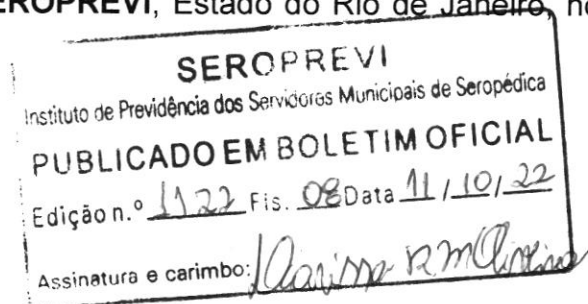 SEROPREVI, Estado do Rio de Janeiro, no
SEROPREVI
Instituto de Previdência dos Servidores Municipais de Seropédica
PUBLICADO EM BOLETIM OFICIAL
Edição n.º 1122 Fls. 08 Data 11/10/22
Assinatura e carimbo: